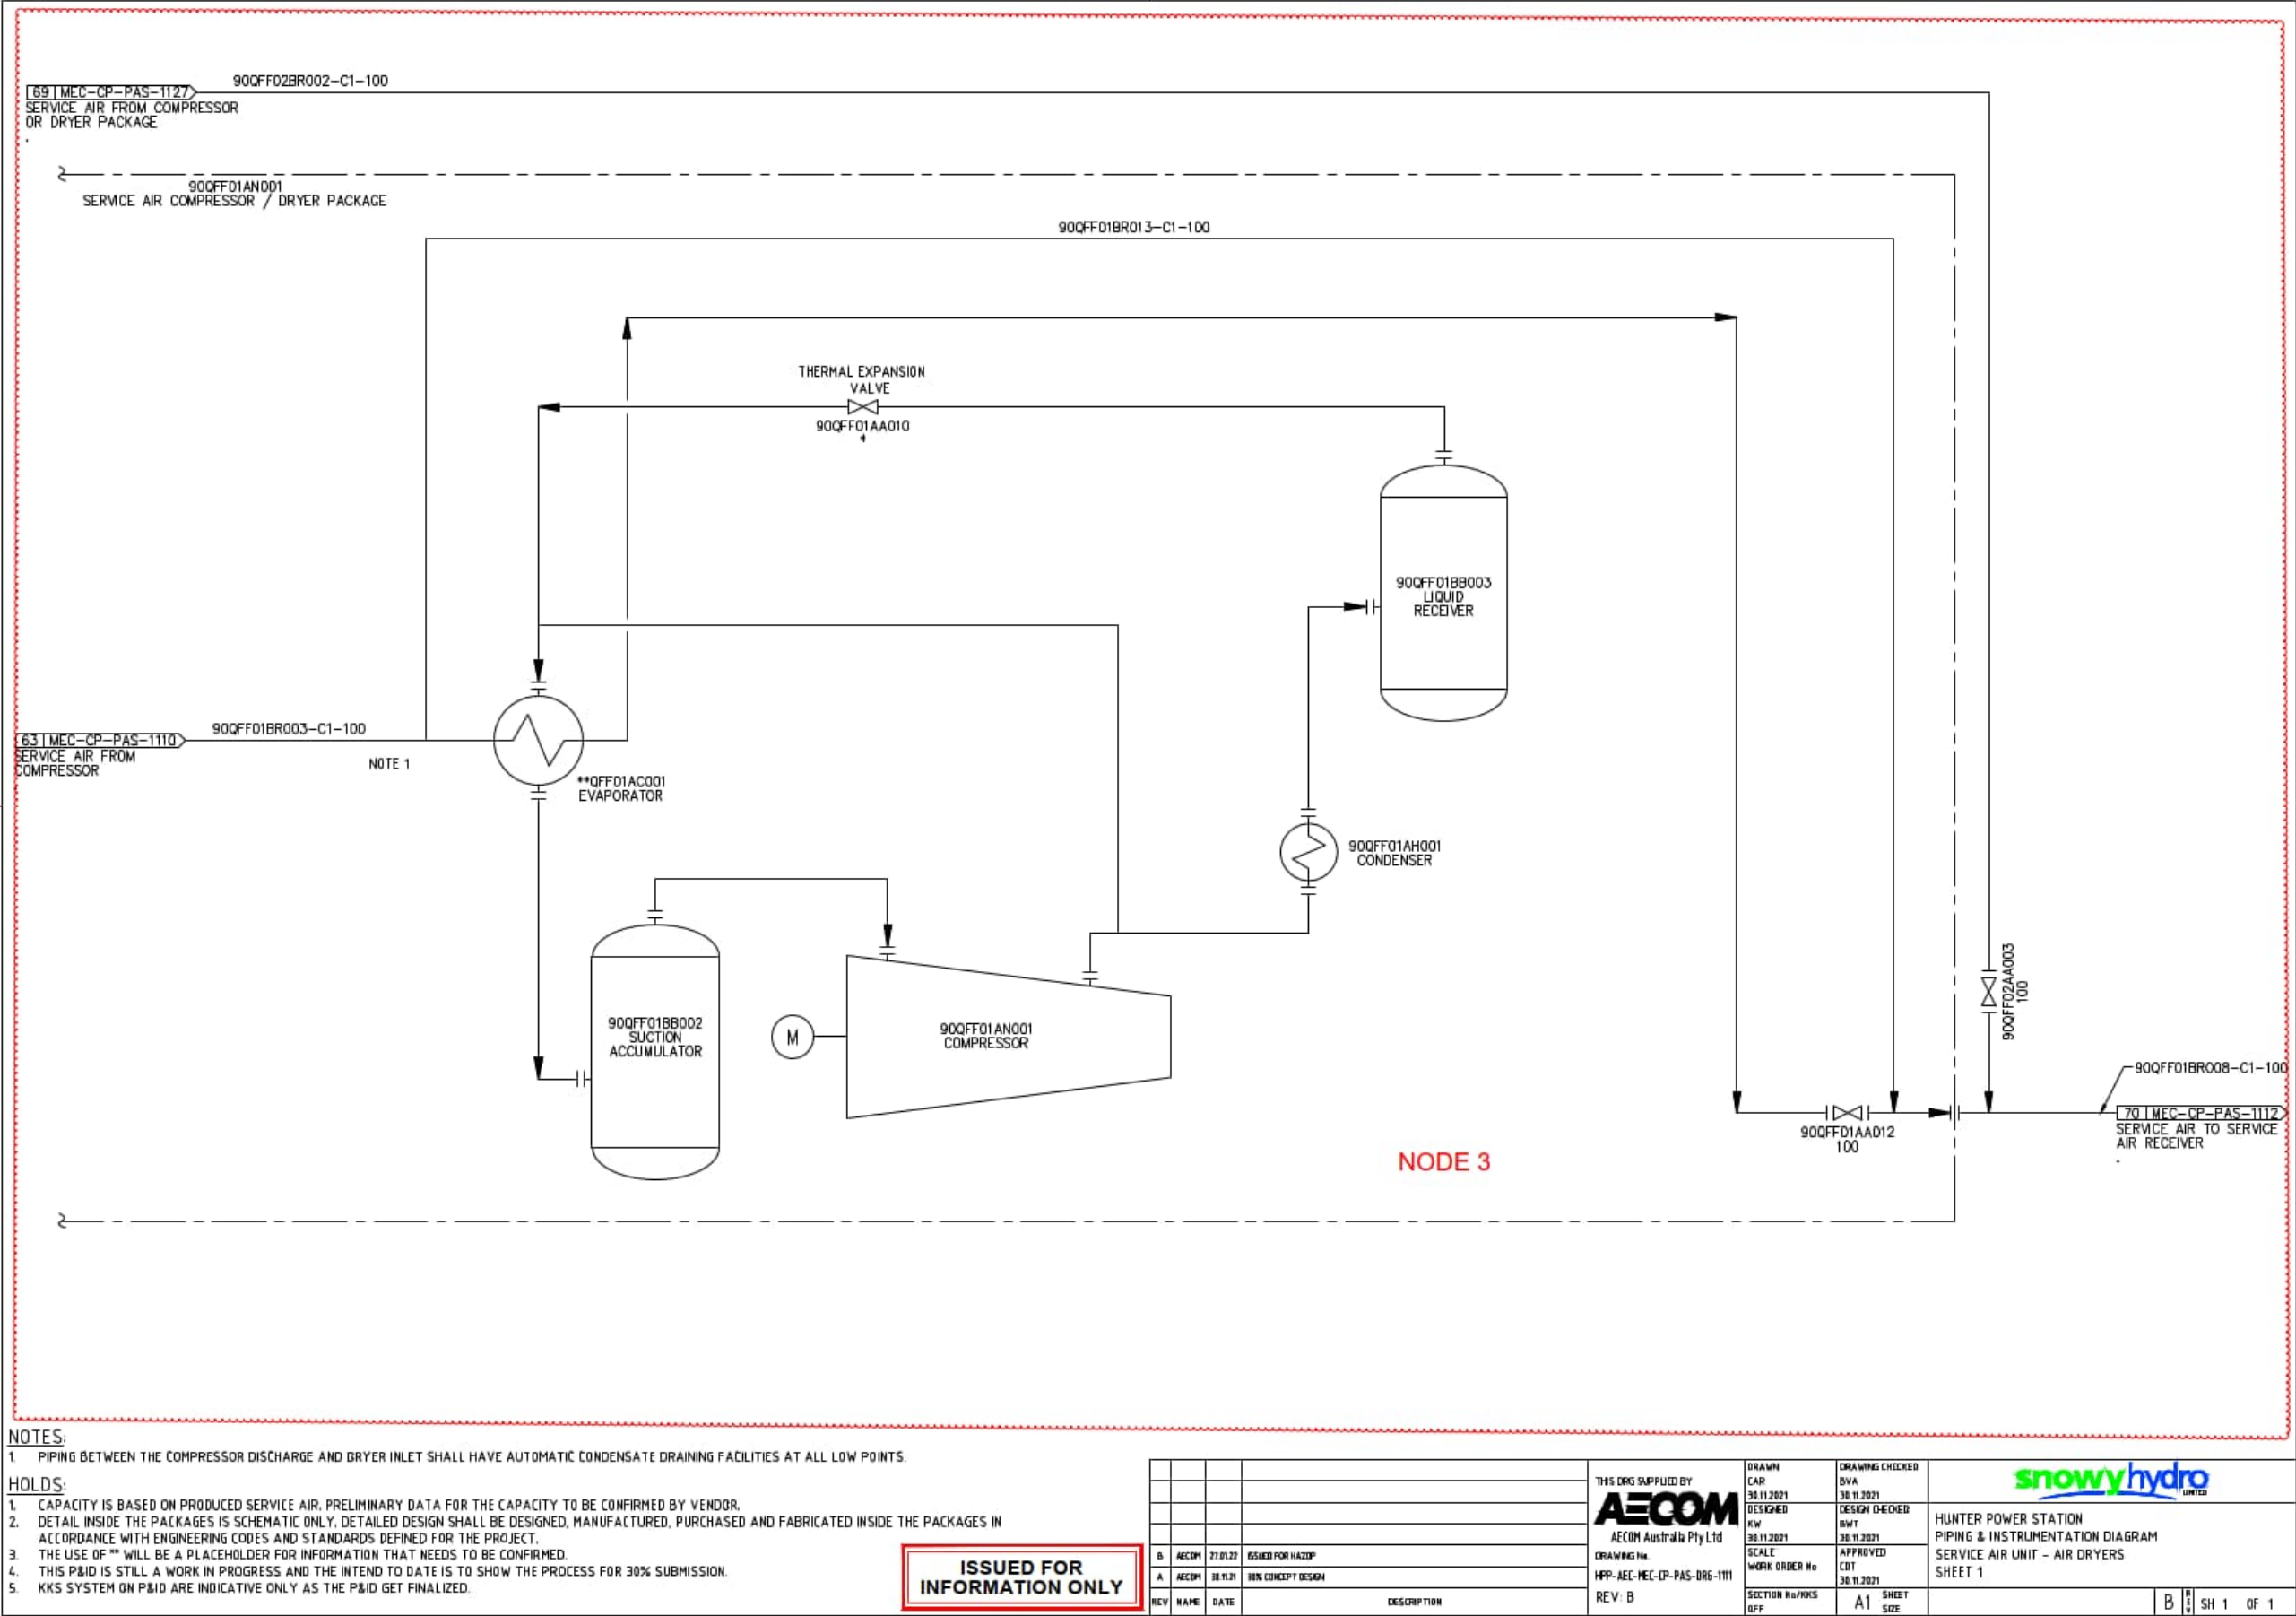 90QFF02BR002-C1-100
69 | MEC-CP-PAS-1127
SERVICE AIR FROM COMPRESSOR
OR DRYER PACKAGE
90QFF01AN001
SERVICE AIR COMPRESSOR / DRYER PACKAGE
90QFF01BR013-C1-100
THERMAL EXPANSION
VALVE
90QFF01AA010
*
90QFF01BB003
LIQUID
RECEIVER
90QFF01BR003-C1-100
63 | MEC-CP-PAS-1110
SERVICE AIR FROM
COMPRESSOR
NOTE 1
**QFF01AC001
EVAPORATOR
90QFF01AH001
CONDENSER
90QFF01BB002
SUCTION
ACCUMULATOR
M
90QFF01AN001
COMPRESSOR
90QFF02AA003
100
90QFF01BR008-C1-100
70 | MEC-CP-PAS-1112
SERVICE AIR TO SERVICE
AIR RECEIVER
90QFF01AA012
100
NODE 3
NOTES:
1. PIPING BETWEEN THE COMPRESSOR DISCHARGE AND DRYER INLET SHALL HAVE AUTOMATIC CONDENSATE DRAINING FACILITIES AT ALL LOW POINTS.
HOLDS:
1. CAPACITY IS BASED ON PRODUCED SERVICE AIR. PRELIMINARY DATA FOR THE CAPACITY TO BE CONFIRMED BY VENDOR.
2. DETAIL INSIDE THE PACKAGES IS SCHEMATIC ONLY, DETAILED DESIGN SHALL BE DESIGNED, MANUFACTURED, PURCHASED AND FABRICATED INSIDE THE PACKAGES IN
ACCORDANCE WITH ENGINEERING CODES AND STANDARDS DEFINED FOR THE PROJECT.
3. THE USE OF ** WILL BE A PLACEHOLDER FOR INFORMATION THAT NEEDS TO BE CONFIRMED.
4. THIS P&ID IS STILL A WORK IN PROGRESS AND THE INTEND TO DATE IS TO SHOW THE PROCESS FOR 30% SUBMISSION.
5. KKS SYSTEM ON P&ID ARE INDICATIVE ONLY AS THE P&ID GET FINALIZED.
ISSUED FOR
INFORMATION ONLY
B AECOM 27.01.22 ISSUED FOR HAZOP
A AECOM 30.11.21 30% CONCEPT DESIGN
REV NAME DATE DESCRIPTION
THIS DRG SUPPLIED BY
AECOM
AECOM Australia Pty Ltd
DRAWING No.
HPP-AEC-MEC-CP-PAS-DRG-1111
REV: B
DRAWN
CAR
30.11.2021
DRAWING CHECKED
BVA
30.11.2021
DESIGNED
KW
30.11.2021
DESIGN CHECKED
BWT
30.11.2021
SCALE
WORK ORDER No
APPROVED
CDT
30.11.2021
SECTION No/KKS
QFF
A1 SHEET
SIZE
snowyhydro
LIMITED
HUNTER POWER STATION
PIPING & INSTRUMENTATION DIAGRAM
SERVICE AIR UNIT - AIR DRYERS
SHEET 1
B REV SH 1 OF 1